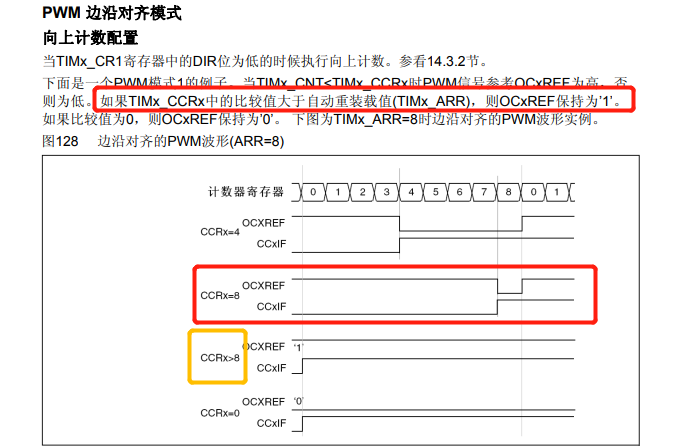 PWM 边沿对齐模式
向上计数配置
当TIMx_CR1寄存器中的DIR位为低的时候执行向上计数。参看14.3.2节。
下面是一个PWM模式1的例子。当TIMx_CNT<TIMx_CCRx时PWM信号参考OCxREF为高，否
则为低。如果TIMx_CCRx中的比较值大于自动重装载值(TIMx_ARR)，则OCxREF保持为'1'。
如果比较值为0，则OCxREF保持为'0'。 下图为TIMx_ARR=8时边沿对齐的PWM波形实例。
图128 边沿对齐的PWM波形(ARR=8)
计数器寄存器 0 1 2 3 4 5 6 7 8 0 1
CCRx=4
OCXREF
CCxIF
CCRx=8
OCXREF
CCxIF
CCRx>8
OCXREF '1'
CCxIF
CCRx=0
OCXREF '0'
CCxIF